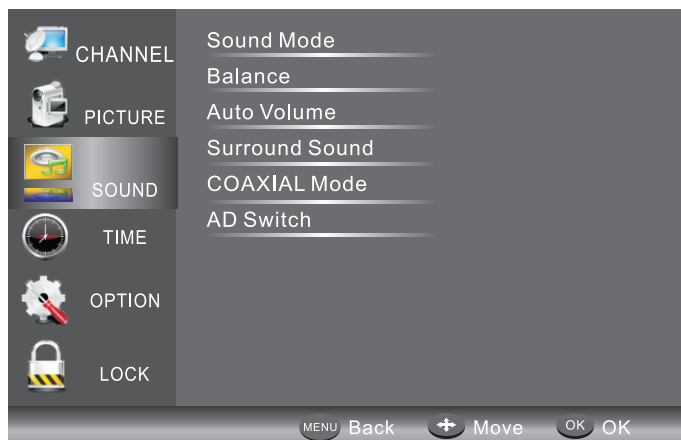 CHANNEL
PICTURE
SOUND
TIME
OPTION
LOCK
Sound Mode
Balance
Auto Volume
Surround Sound
COAXIAL Mode
AD Switch
MENU Back Move OK OK